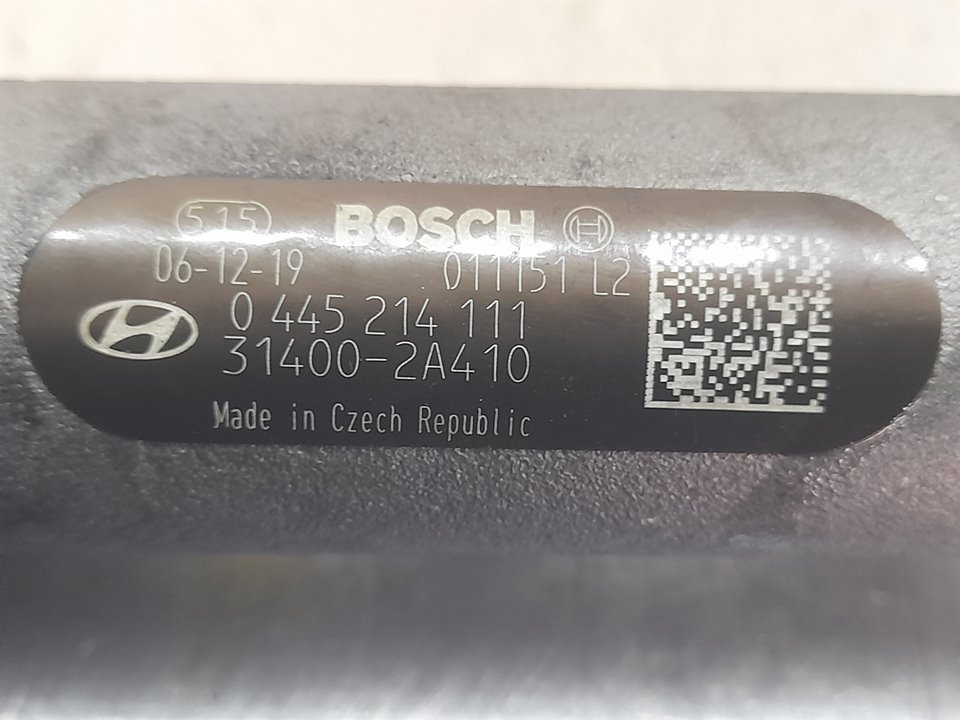 515 BOSCH
06-12-19 011151 L2
0 445 214 111
31400-2A410
Made in Czech Republic